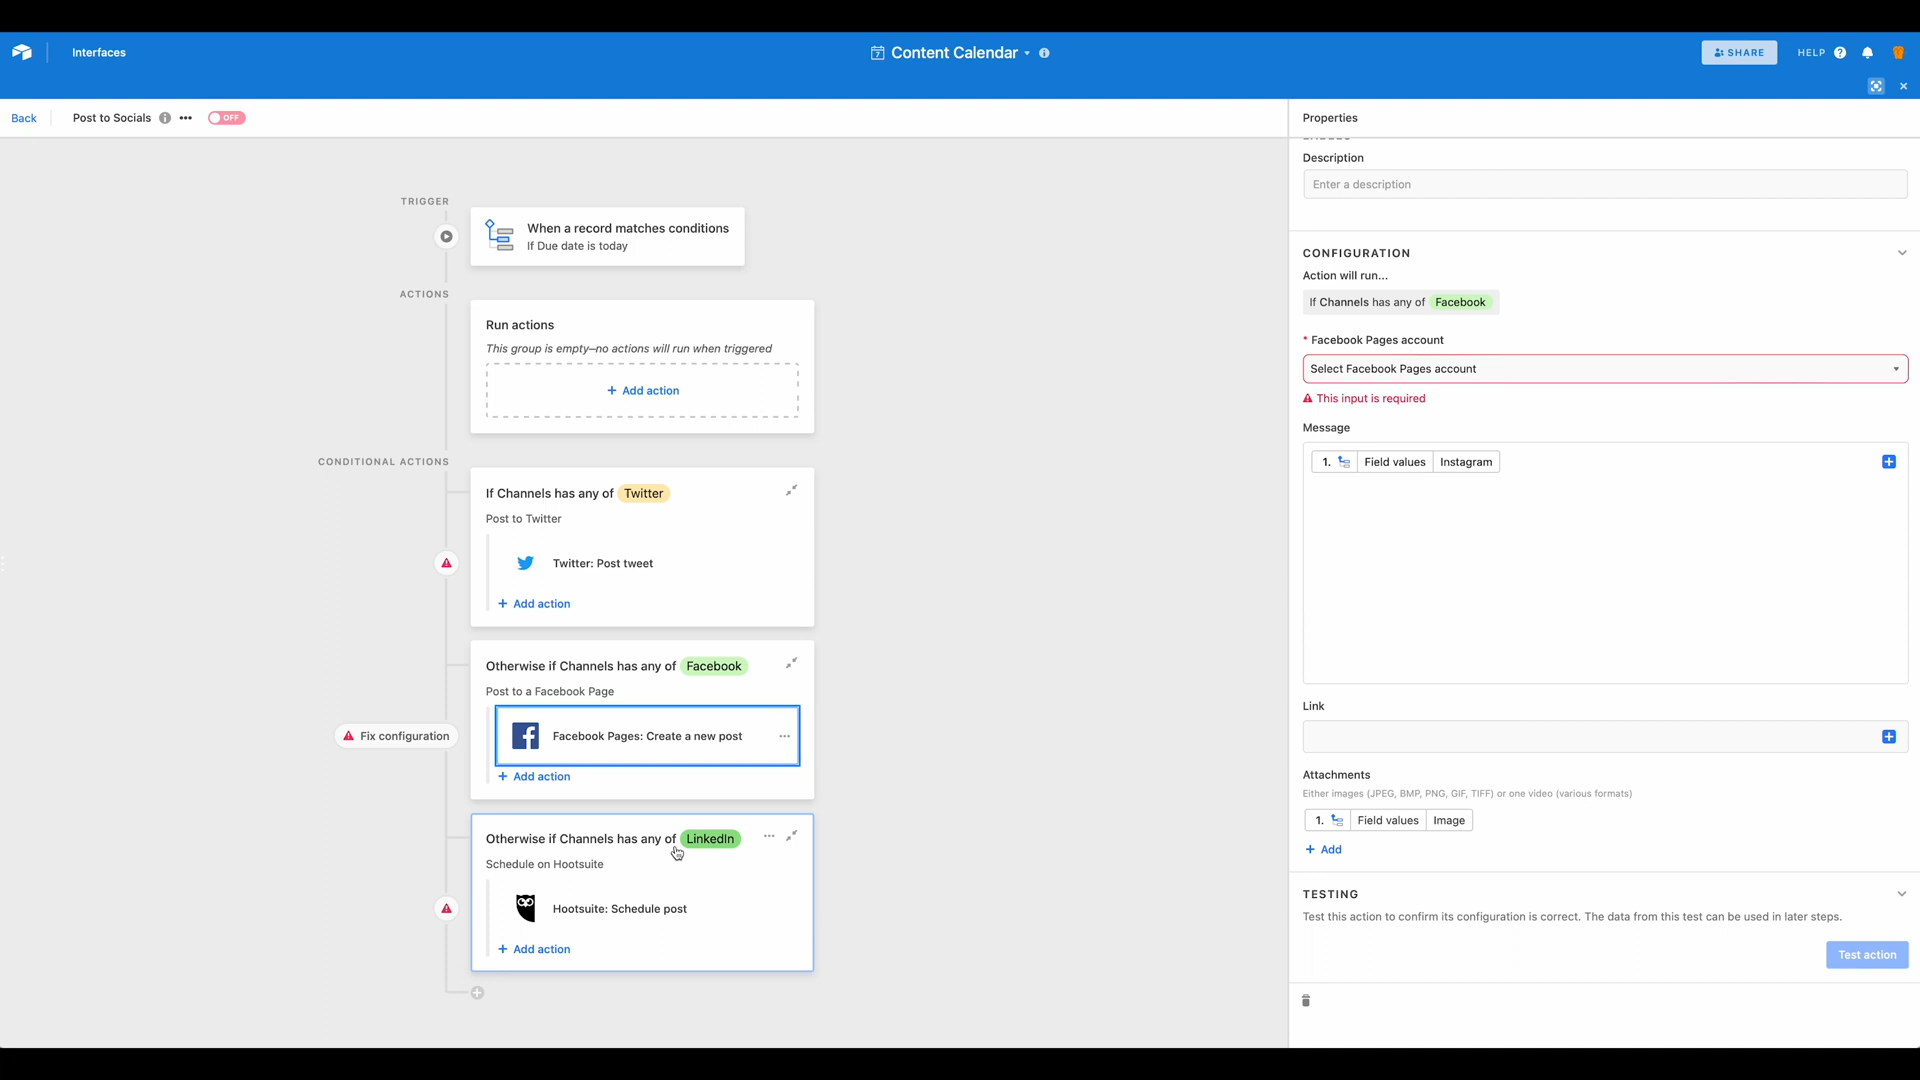 Interfaces
Content Calendar
SHARE
HELP
Back
Post to Socials
OFF
TRIGGER
When a record matches conditions
If Due date is today
ACTIONS
Run actions
This group is empty—no actions will run when triggered
+ Add action
CONDITIONAL ACTIONS
If Channels has any of Twitter
Post to Twitter
Twitter: Post tweet
+ Add action
Otherwise if Channels has any of Facebook
Post to a Facebook Page
Fix configuration
Facebook Pages: Create a new post
+ Add action
Otherwise if Channels has any of LinkedIn
Schedule on Hootsuite
Hootsuite: Schedule post
+ Add action
Properties
Description
Enter a description
CONFIGURATION
Action will run...
If Channels has any of Facebook
* Facebook Pages account
Select Facebook Pages account
This input is required
Message
1. Field values Instagram
Link
Attachments
Either images (JPEG, BMP, PNG, GIF, TIFF) or one video (various formats)
1. Field values Image
+ Add
TESTING
Test this action to confirm its configuration is correct. The data from this test can be used in later steps.
Test action